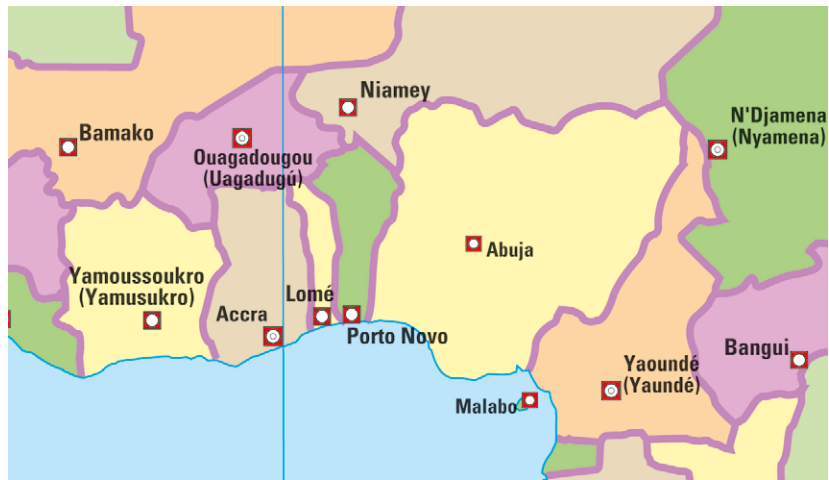 Niamey
N'Djamena
(Nyamena)
Bamako
Ouagadougou
(Uagadugú)
Abuja
Yamoussoukro
(Yamusukro)
Lomé
Accra
Porto Novo
Bangui
Yaoundé
(Yaundé)
Malabo